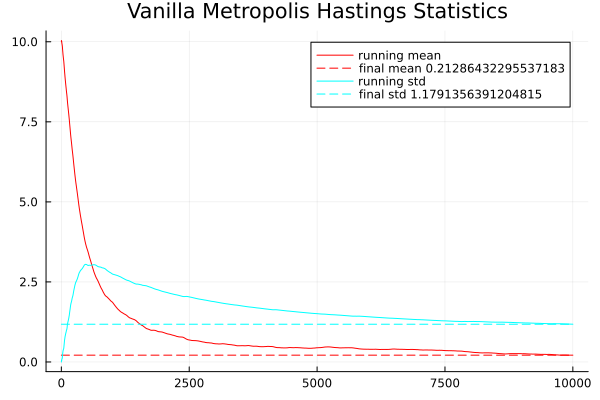 Vanilla Metropolis Hastings Statistics
10.0
7.5
5.0
2.5
0.0
running mean
final mean 0.21286432295537183
running std
final std 1.1791356391204815
0 2500 5000 7500 10000